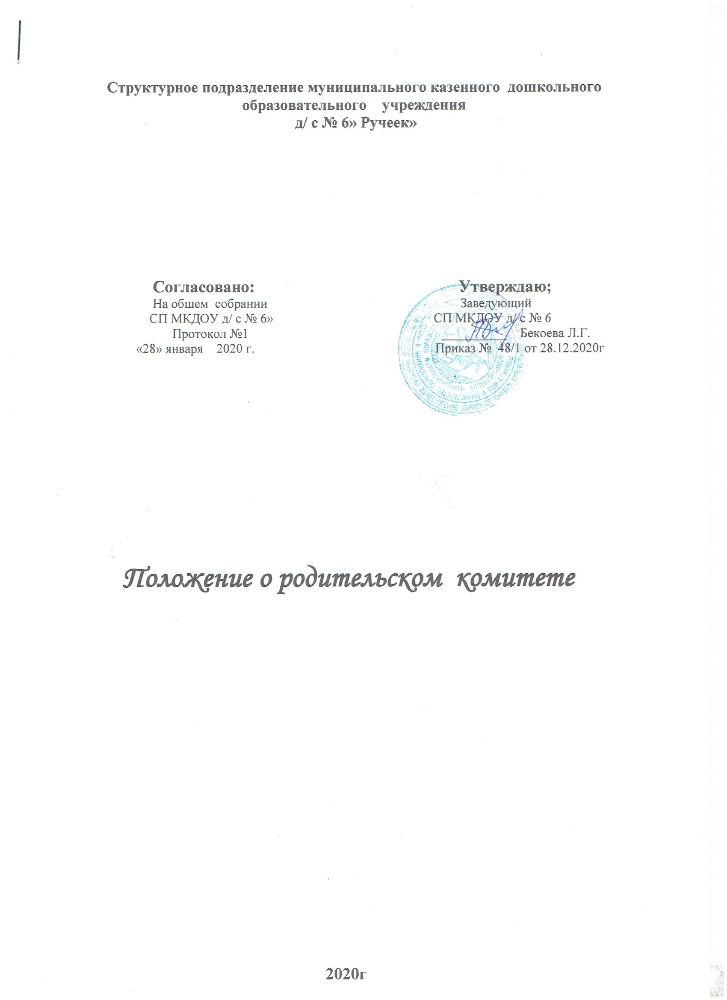 Структурное подразделение муниципального казенного дошкольного
образовательного учреждения
д/ с № 6» Ручеек»
Согласовано:
На обшем собрании
СП МКДОУ д/ с № 6»
Протокол №1
«28» января 2020 г.
Утверждаю;
Заведующий
СП МКДОУ д/ с № 6
Бекоева Л.Г.
Приказ № 48/1 от 28.12.2020г
Положение о родительском комитете
2020г